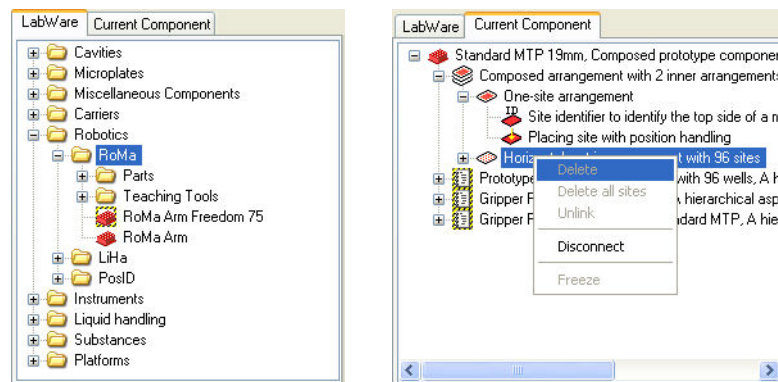 LabWare
Current Component
Cavities
Microplates
Miscellaneous Components
Carriers
Robotics
RoMa
Parts
Teaching Tools
RoMa Arm Freedom 75
RoMa Arm
LiHa
PosID
Instruments
Liquid handling
Substances
Platforms
LabWare
Current Component
Standard MTP 19mm, Composed prototype componen
Composed arrangement with 2 inner arrangements
One-site arrangement
ID
Site identifier to identify the top side of a m
Placing site with position handling
t with 96 sites
Prototype with 96 wells, A h
Gripper F A hierarchical asp
Gripper F dard MTP, A hie
Delete
Delete all sites
Unlink
Disconnect
Freeze